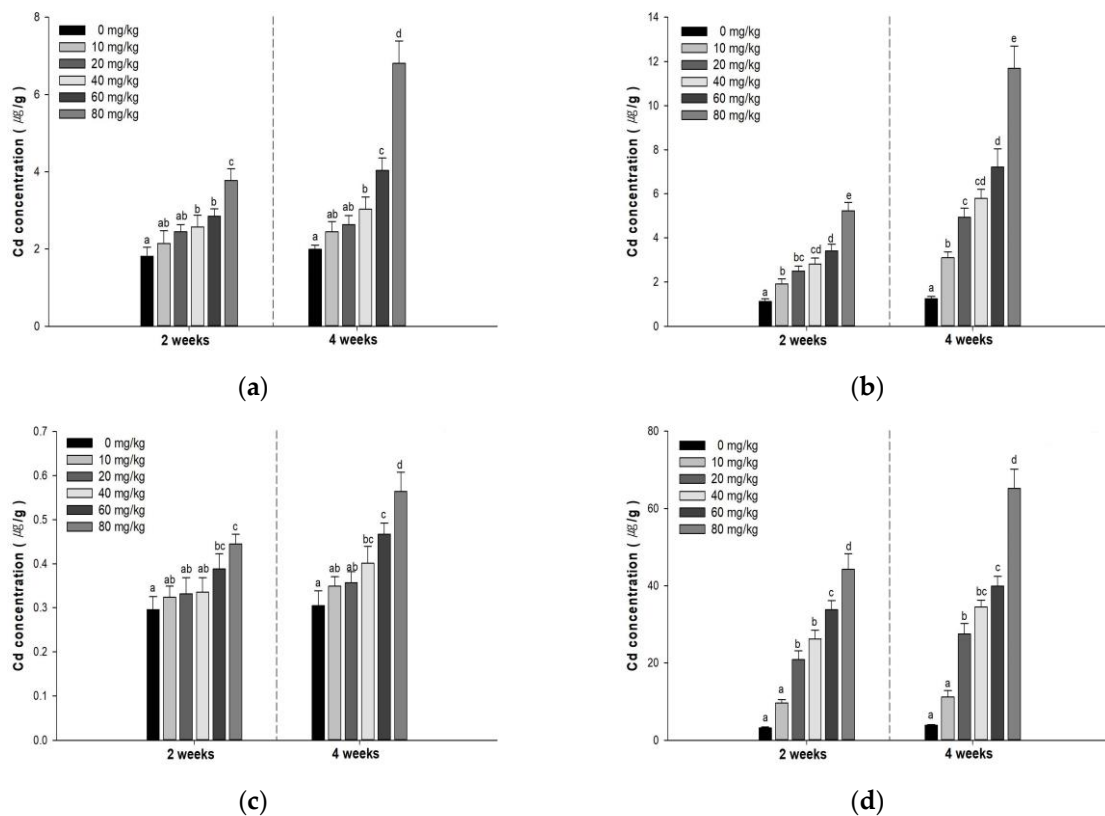 8
6
4
2
0
Cd concentration ( ㎍/g )
0 mg/kg
10 mg/kg
20 mg/kg
40 mg/kg
60 mg/kg
80 mg/kg
a
ab
ab
b
b
c
a
ab
ab
b
c
d
2 weeks
4 weeks
(a)
14
12
10
8
6
4
2
0
Cd concentration ( ㎍/g )
0 mg/kg
10 mg/kg
20 mg/kg
40 mg/kg
60 mg/kg
80 mg/kg
a
b
bc
cd
d
e
a
b
c
cd
d
e
2 weeks
4 weeks
(b)
0.7
0.6
0.5
0.4
0.3
0.2
0.1
0.0
Cd concentration ( ㎍/g )
0 mg/kg
10 mg/kg
20 mg/kg
40 mg/kg
60 mg/kg
80 mg/kg
a
ab
ab
ab
bc
c
a
ab
ab
bc
c
d
2 weeks
4 weeks
(c)
80
60
40
20
0
Cd concentration ( ㎍/g )
0 mg/kg
10 mg/kg
20 mg/kg
40 mg/kg
60 mg/kg
80 mg/kg
a
a
b
b
c
d
a
a
b
bc
c
d
2 weeks
4 weeks
(d)